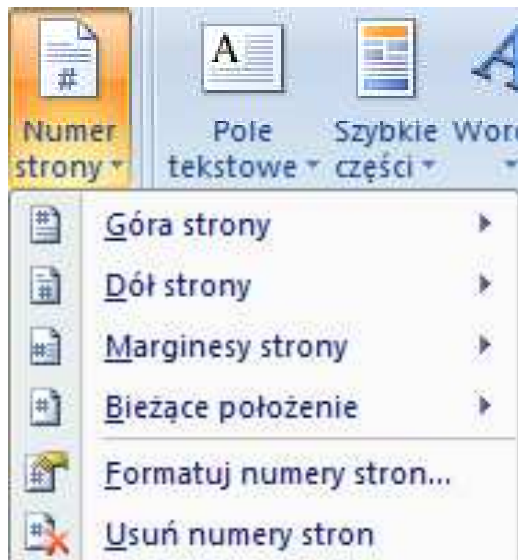 Numer Pole Szybkie
strony tekstowe części
Góra strony
Dół strony
Marginesy strony
Bieżące położenie
Formatuj numery stron...
Usuń numery stron